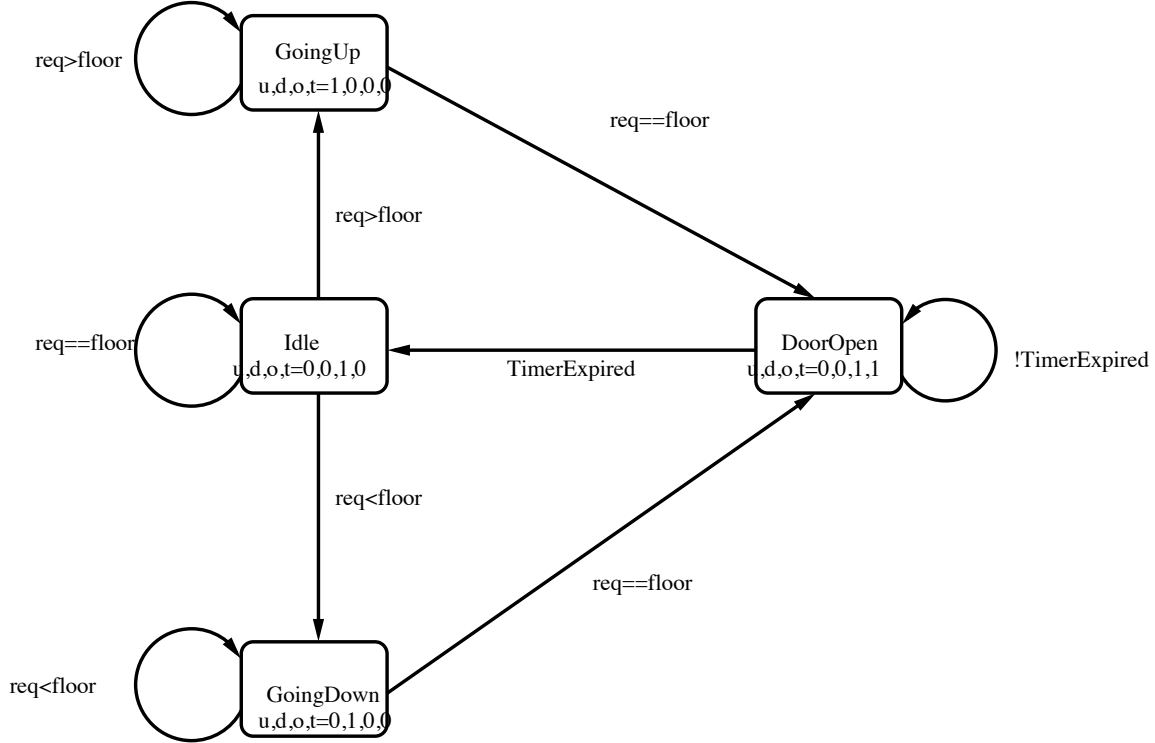 GoingUp
req>floor
u,d,o,t=1,0,0,0
req==floor
req>floor
req==floor
Idle
u,d,o,t=0,0,1,0
DoorOpen
u,d,o,t=0,0,1,1
!TimerExpired
TimerExpired
req<floor
req==floor
req<floor
GoingDown
u,d,o,t=0,1,0,0